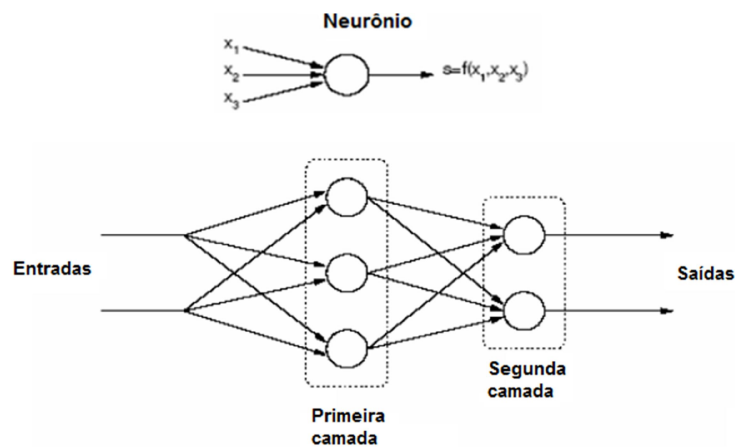 Neurônio
x1
x2
x3
s=f(x1,x2,x3)
Entradas
Saídas
Primeira
camada
Segunda
camada